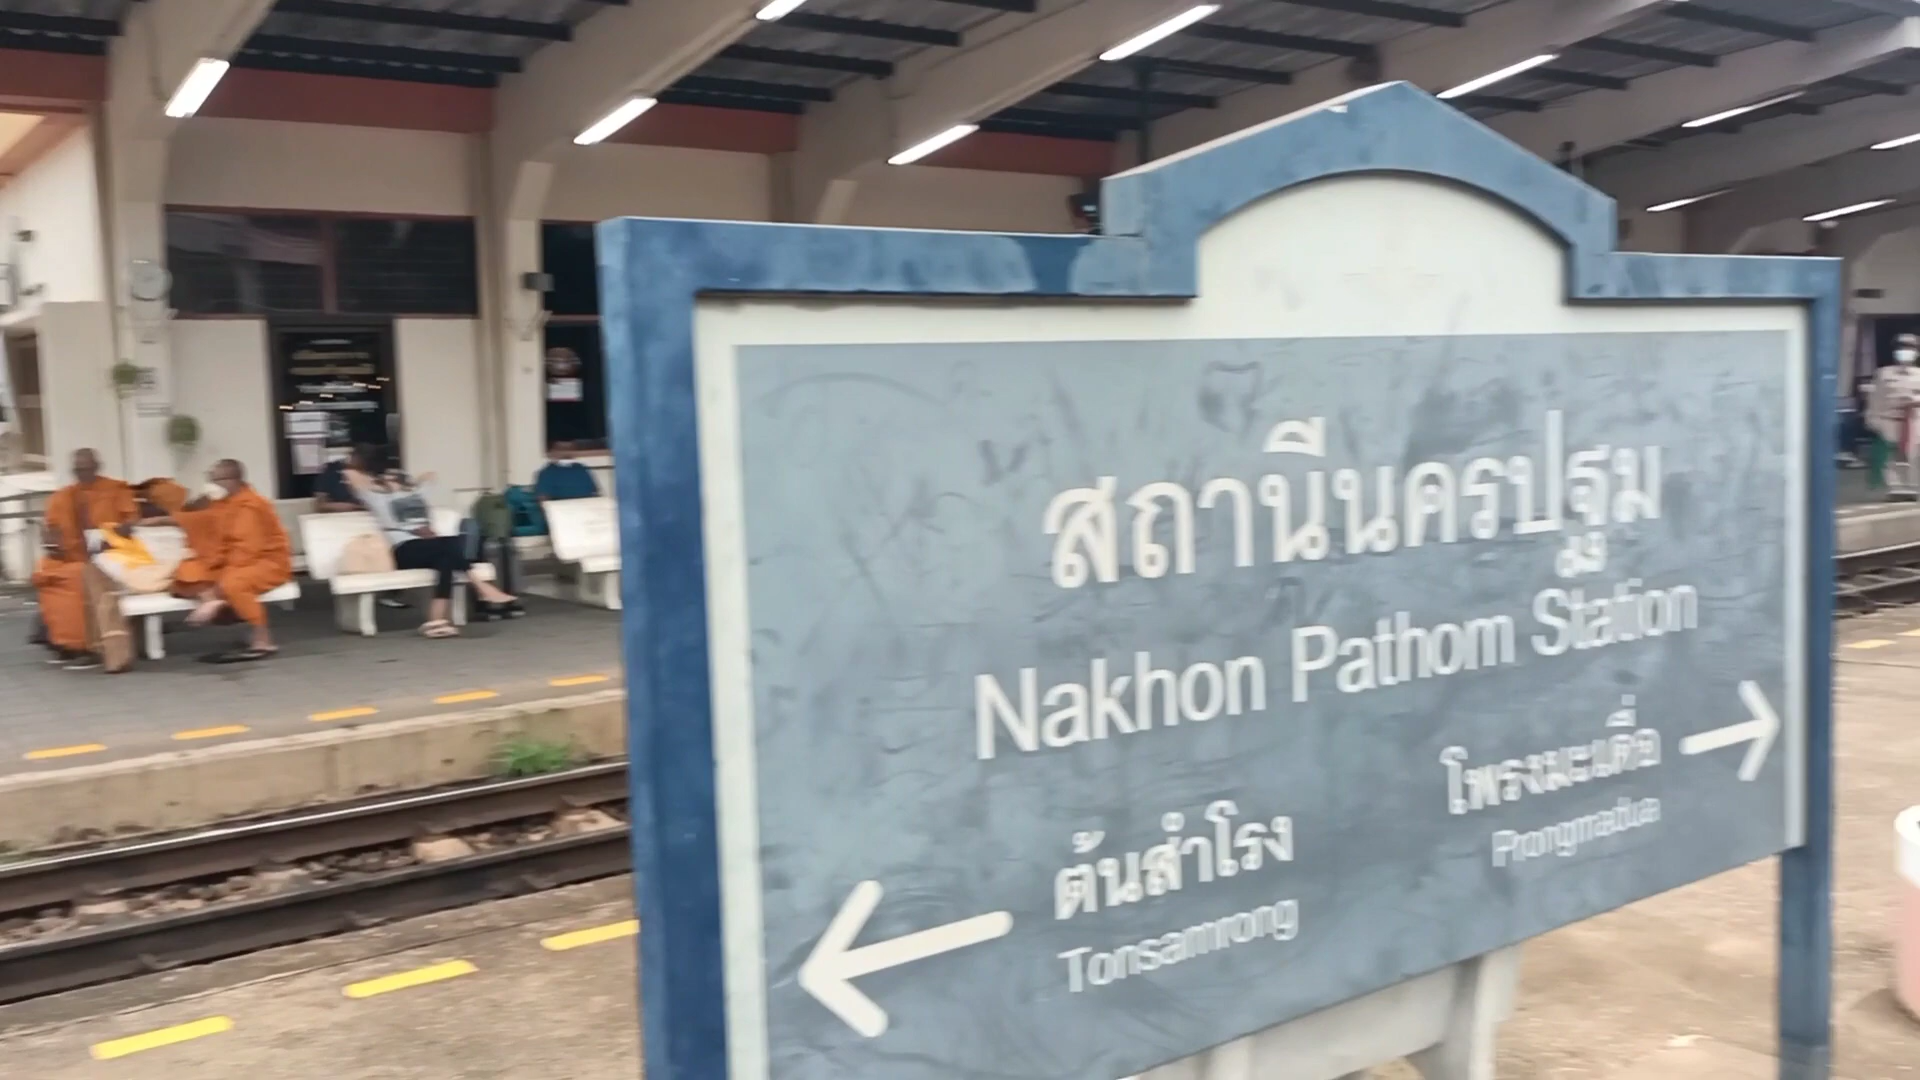 สถานีนครปฐม
Nakhon Pathom Station
โพรงมะเดื่อ
Prongmadua
ต้นสำโรง
Tonsamrong